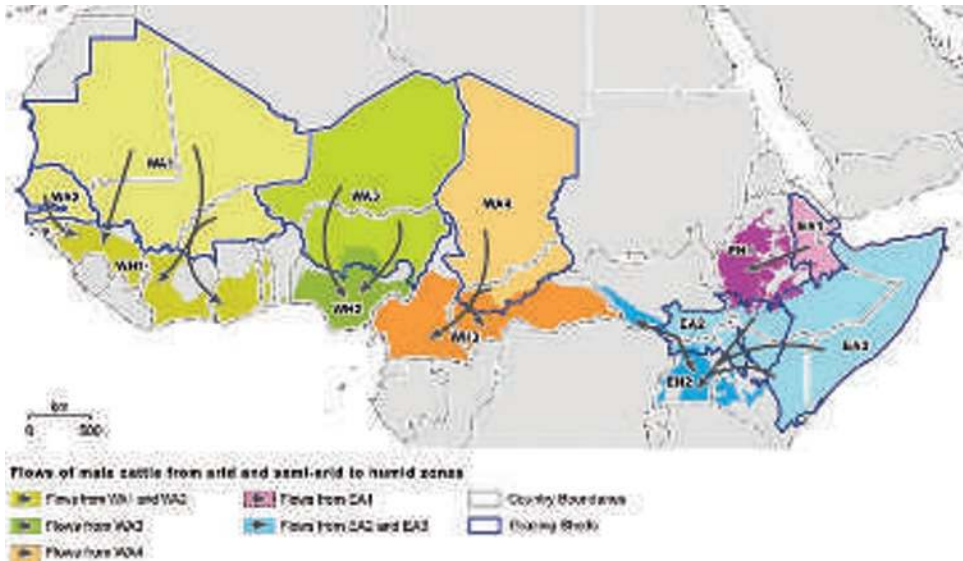 WA1
WA2
WA3
WA4
WH1
WH2
EA1
EA2
EA3
EH2
km
0 500
Flows of male cattle from arid and semi-arid to humid zones
Flows from WA1 and WA2
Flows from WA3
Flows from WA4
Flows from EA1
Flows from EA2 and EA3
Country Boundaries